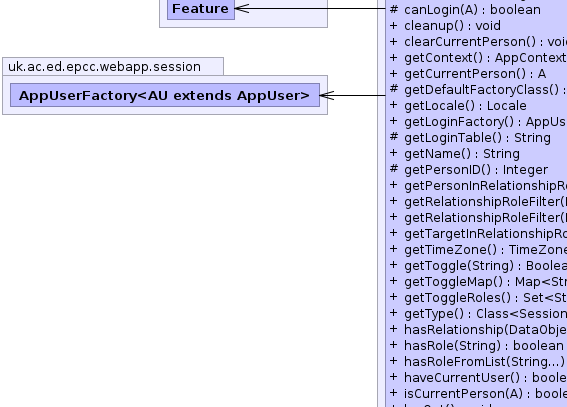 Feature
uk.ac.ed.epcc.webapp.session
AppUserFactory<AU extends AppUser>
# canLogin(A) : boolean
+ cleanup() : void
+ clearCurrentPerson() : voi
+ getContext() : AppContext
+ getCurrentPerson() : A
# getDefaultFactoryClass() :
+ getLocale() : Locale
+ getLoginFactory() : AppUs
# getLoginTable() : String
+ getName() : String
# getPersonID() : Integer
+ getPersonInRelationshipR
+ getRelationshipRoleFilter(
+ getRelationshipRoleFilter(
+ getTargetInRelationshipRo
+ getTimeZone() : TimeZone
+ getToggle(String) : Boolea
+ getToggleMap() : Map<Str
+ getToggleRoles() : Set<St
+ getType() : Class<Session
+ hasRelationship(DataObje
+ hasRole(String) : boolean
+ hasRoleFromList(String...)
+ haveCurrentUser() : boole
+ isCurrentPerson(A) : boole